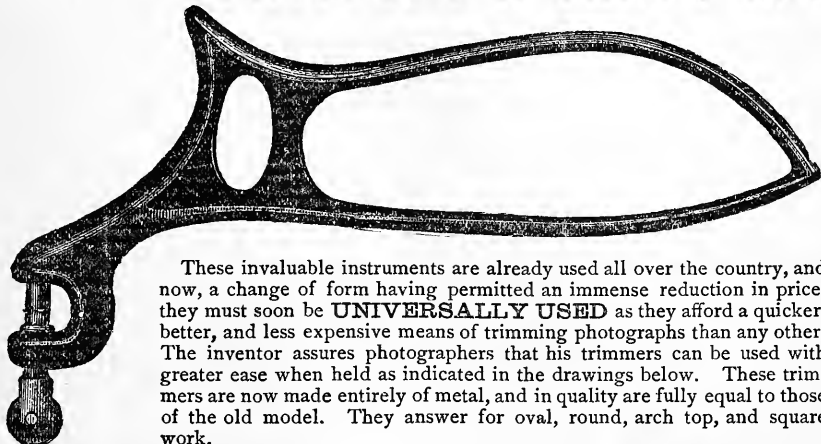 These invaluable instruments are already used all over the country, and
now, a change of form having permitted an immense reduction in price
they must soon be UNIVERSALLY USED as they afford a quicker
better, and less expensive means of trimming photographs than any other
The inventor assures photographers that his trimmers can be used with
greater ease when held as indicated in the drawings below. These trim
mers are now made entirely of metal, and in quality are fully equal to those
of the old model. They answer for oval, round, arch top, and square
work.